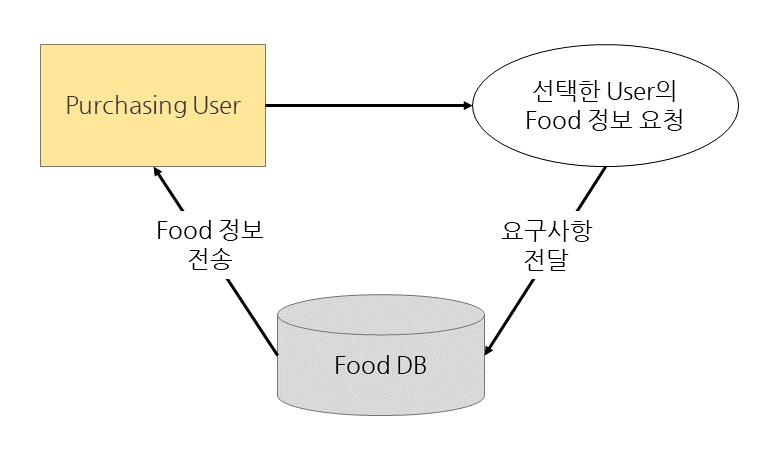 Purchasing User
선택한 User의
Food 정보 요청
Food 정보
전송
요구사항
전달
Food DB